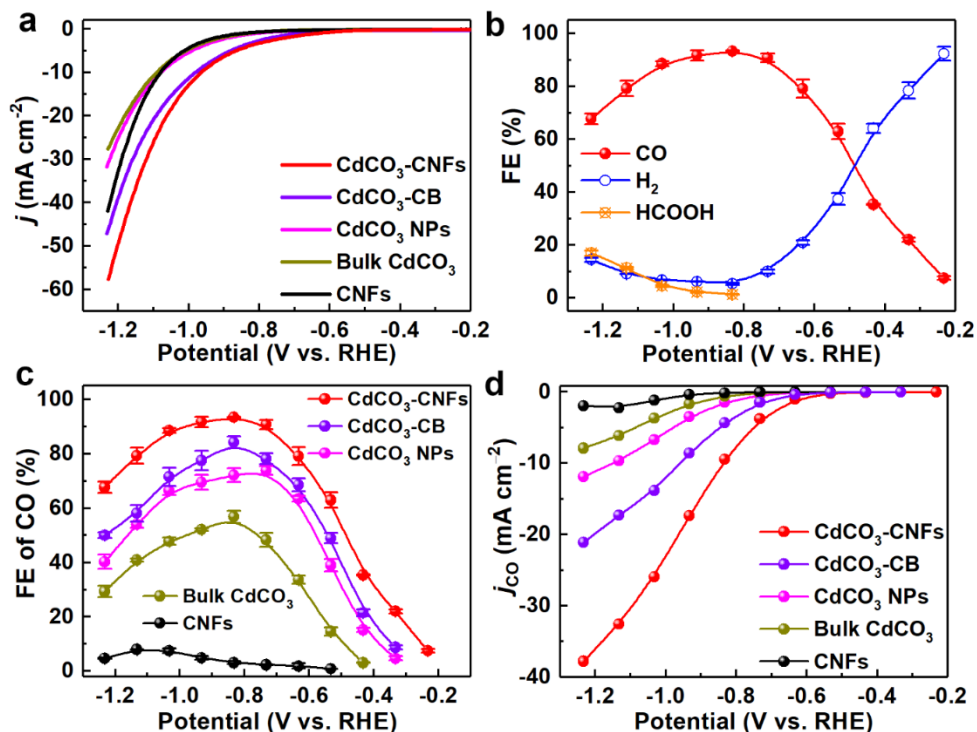 a
0
-10
-20
-30
-40
-50
-60
j (mA cm⁻²)
CdCO₃-CNFs
CdCO₃-CB
CdCO₃ NPs
Bulk CdCO₃
CNFs
-1.2 -1.0 -0.8 -0.6 -0.4 -0.2
Potential (V vs. RHE)
b
100
80
60
40
20
0
FE (%)
CO
H₂
HCOOH
-1.2 -1.0 -0.8 -0.6 -0.4 -0.2
Potential (V vs. RHE)
c
100
80
60
40
20
0
FE of CO (%)
CdCO₃-CNFs
CdCO₃-CB
CdCO₃ NPs
Bulk CdCO₃
CNFs
-1.2 -1.0 -0.8 -0.6 -0.4 -0.2
Potential (V vs. RHE)
d
0
-10
-20
-30
-40
jCO (mA cm⁻²)
CdCO₃-CNFs
CdCO₃-CB
CdCO₃ NPs
Bulk CdCO₃
CNFs
-1.2 -1.0 -0.8 -0.6 -0.4 -0.2
Potential (V vs. RHE)